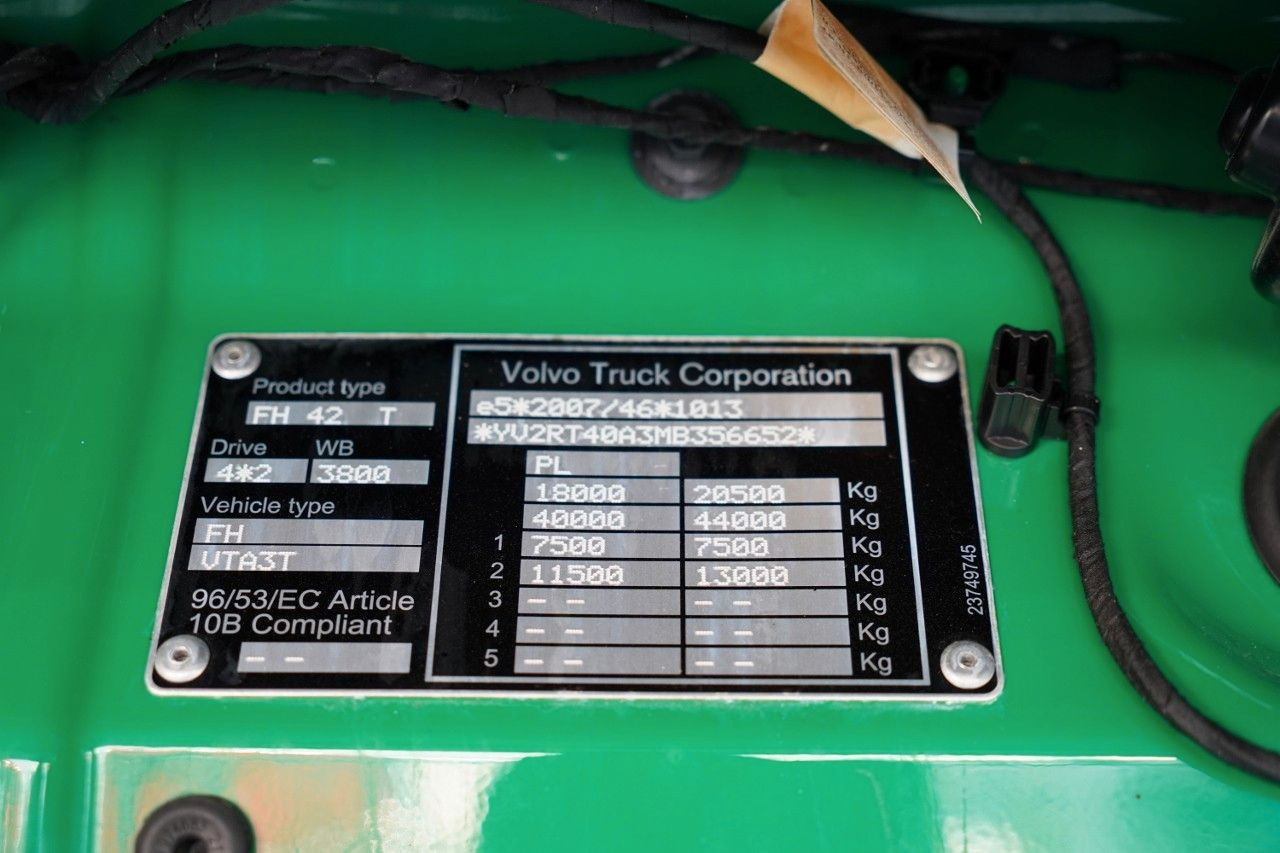 Product type
FH 42 T
Drive WB
4*2 3800
Vehicle type
FH
VTA3T
96/53/EC Article
10B Compliant
-- --
Volvo Truck Corporation
e5*2007/46*1013
*YV2RT40A3MB356652*
PL
18000 20500 Kg
40000 44000 Kg
1 7500 7500 Kg
2 11500 13000 Kg
3 -- -- -- -- Kg
4 -- -- -- -- Kg
5 -- -- -- -- Kg
23749745